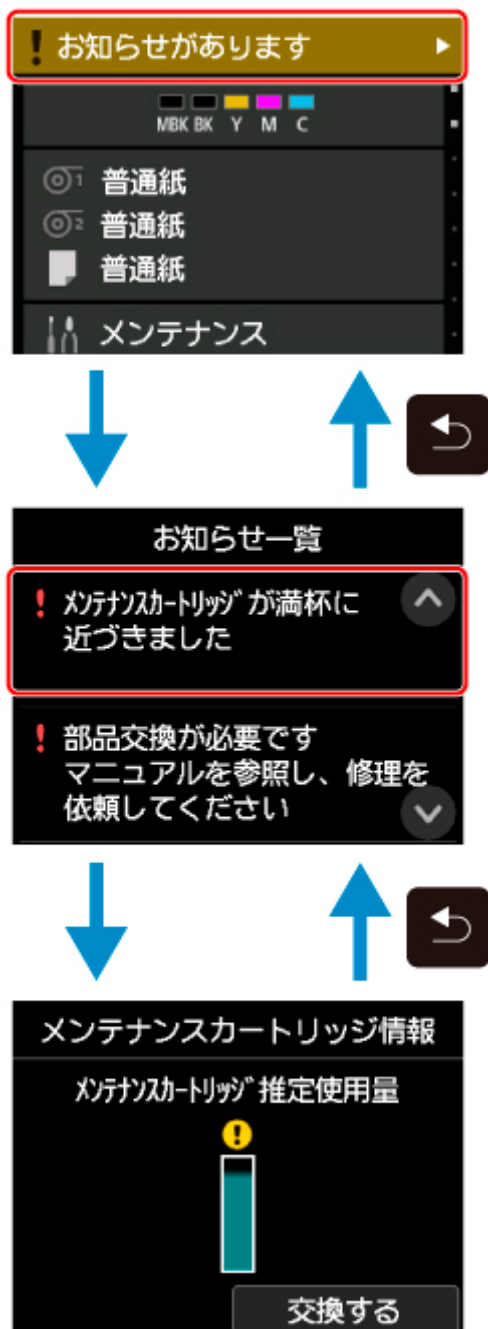 お知らせがあります
MBK BK Y M C
1 普通紙
2 普通紙
普通紙
メンテナンス
お知らせ一覧
! ﾒﾝﾃﾅﾝｽｶｰﾄﾘｯｼﾞが満杯に
近づきました
! 部品交換が必要です
マニュアルを参照し、修理を
依頼してください
メンテナンスカートリッジ情報
ﾒﾝﾃﾅﾝｽｶｰﾄﾘｯｼﾞ推定使用量
!
交換する